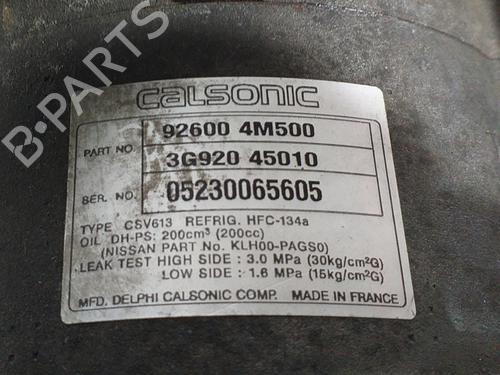 CALSONIC
92600 4M500
PART NO
3G920 45010
SER. NO. 05230065605
TYPE CSV613 REFRIG. HFC-134a
OIL DH-PS: 200cm³ (200cc)
(NISSAN PART No. KLH00-PAGS0)
LEAK TEST HIGH SIDE : 3.0 MPa (30kg/cm²G)
LOW SIDE : 1.6 MPa (16kg/cm²G)
MFD. DELPHI CALSONIC COMP. MADE IN FRANCE
B-PARTS